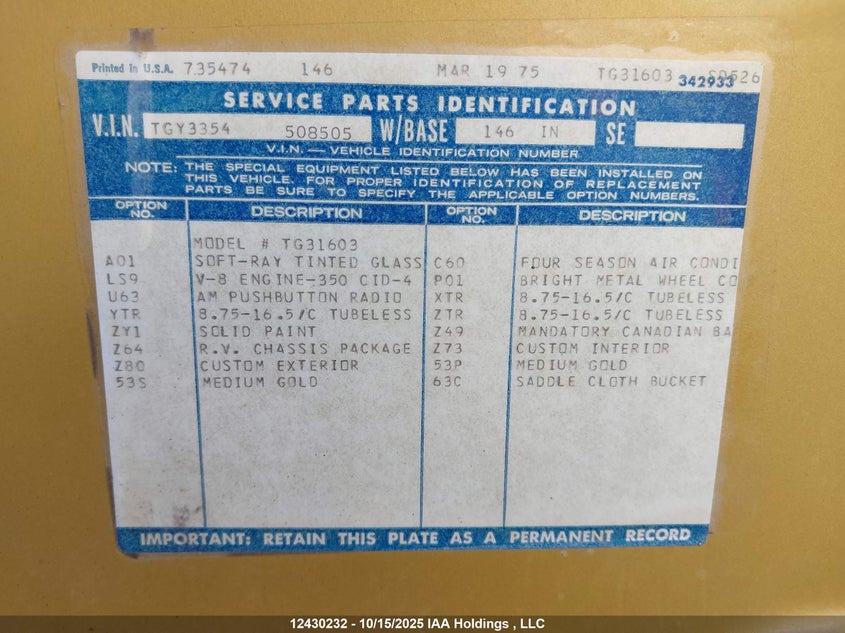 Printed in U.S.A. 735474 146 MAR 19 75 TG31603 342933
SERVICE PARTS IDENTIFICATION
V.I.N. TGY3354 508505 W/BASE 146 IN SE
V.I.N. — VEHICLE IDENTIFICATION NUMBER
NOTE: THE SPECIAL EQUIPMENT LISTED BELOW HAS BEEN INSTALLED ON
THIS VEHICLE. FOR PROPER IDENTIFICATION OF REPLACEMENT
PARTS BE SURE TO SPECIFY THE APPLICABLE OPTION NUMBERS.
OPTION NO. DESCRIPTION OPTION NO. DESCRIPTION
MODEL # TG31603
A01 SOFT-RAY TINTED GLASS C60 FOUR SEASON AIR CONDI
LS9 V-8 ENGINE-350 CID-4 P01 BRIGHT METAL WHEEL CO
U63 AM PUSHBUTTON RADIO XTR 8.75-16.5/C TUBELESS
YTR 8.75-16.5/C TUBELESS ZTR 8.75-16.5/C TUBELESS
ZY1 SOLID PAINT Z49 MANDATORY CANADIAN BA
Z64 R.V. CHASSIS PACKAGE Z73 CUSTOM INTERIOR
Z80 CUSTOM EXTERIOR 53P MEDIUM GOLD
53S MEDIUM GOLD 63C SADDLE CLOTH BUCKET
IMPORTANT: RETAIN THIS PLATE AS A PERMANENT RECORD
12430232 - 10/15/2025 IAA Holdings , LLC